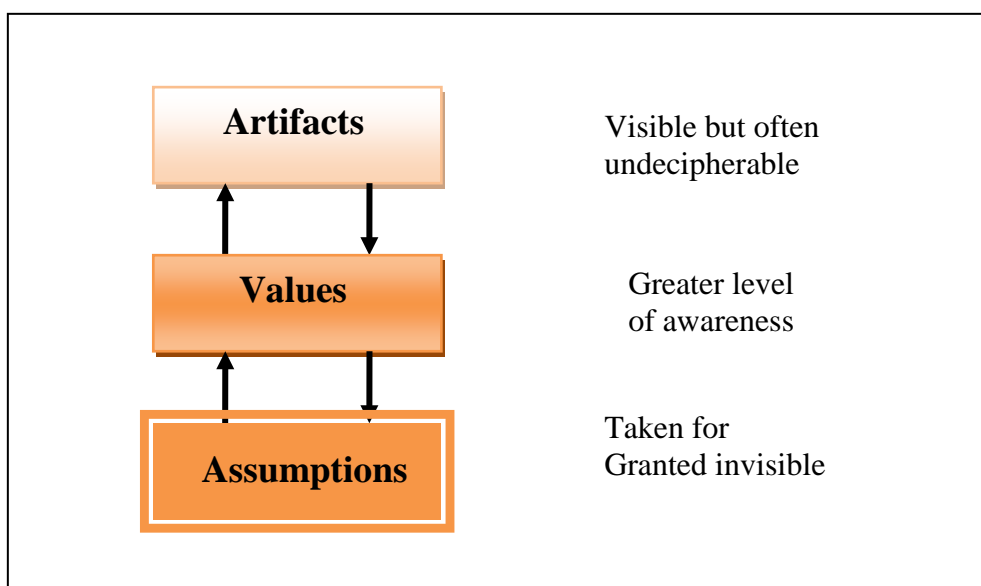 Artifacts
Visible but often
undecipherable
Values
Greater level
of awareness
Assumptions
Taken for
Granted invisible